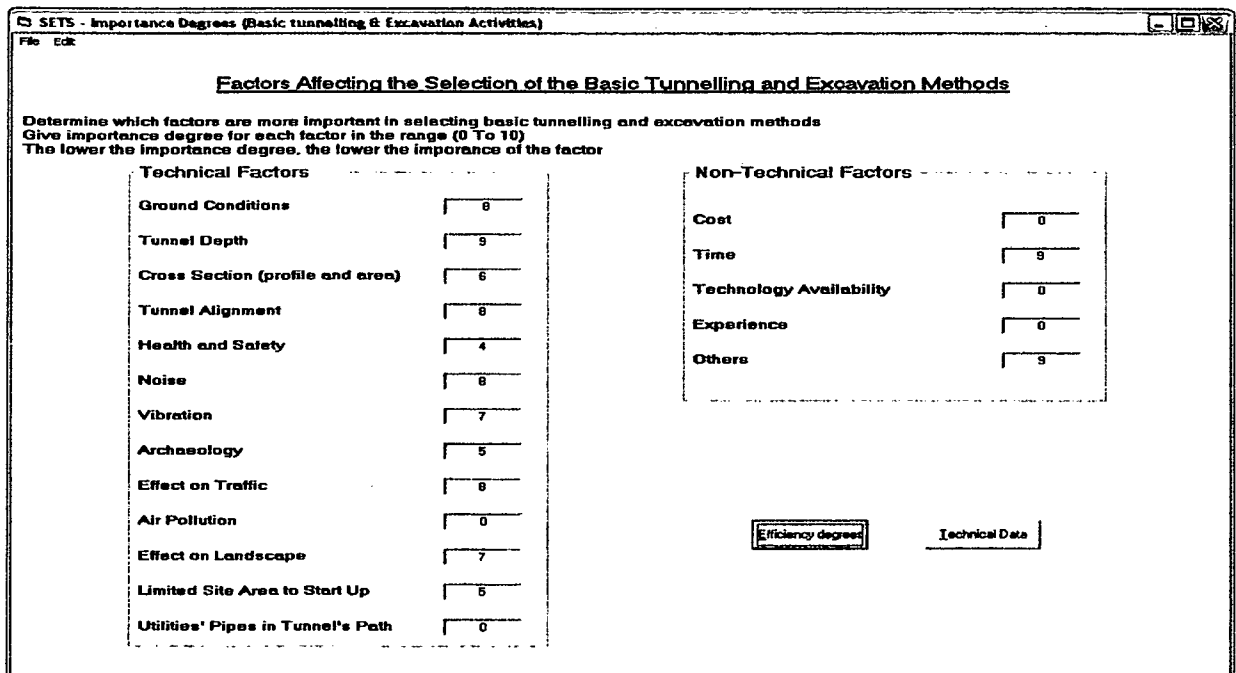 SETS - Importance Degrees (Basic tunnelling & Excavation Activities)
File Edit
Factors Affecting the Selection of the Basic Tunnelling and Excavation Methods
Determine which factors are more important in selecting basic tunnelling and excavation methods
Give importance degree for each factor in the range (0 To 10)
The lower the importance degree, the lower the imporance of the factor
Technical Factors
Ground Conditions 8
Tunnel Depth 9
Cross Section (profile and area) 6
Tunnel Alignment 8
Health and Safety 4
Noise 8
Vibration 7
Archaeology 5
Effect on Traffic 8
Air Pollution 0
Effect on Landscape 7
Limited Site Area to Start Up 5
Utilities' Pipes in Tunnel's Path 0
Non-Technical Factors
Cost 0
Time 9
Technology Availability 0
Experience 0
Others 9
Efficiency degrees Technical Data